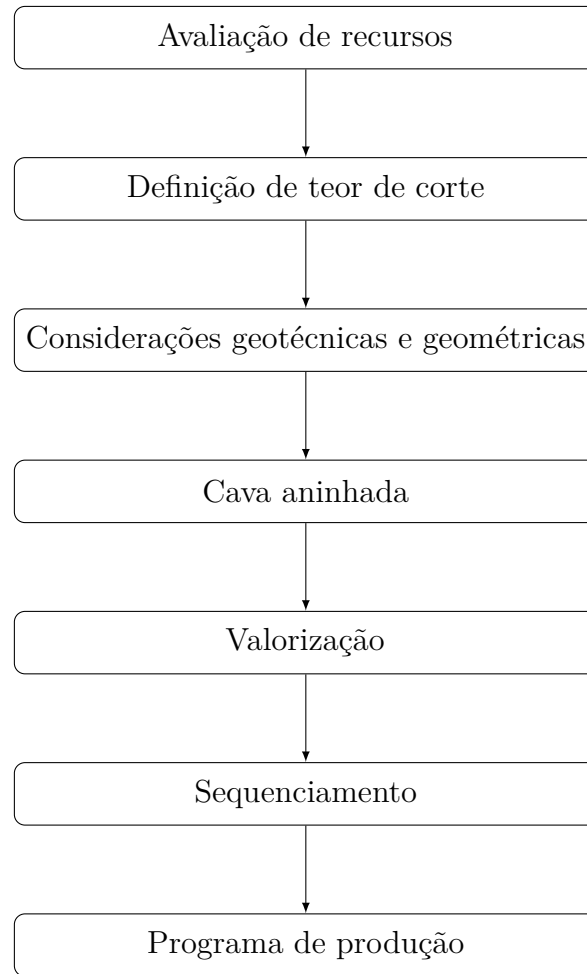 Avaliação de recursos
Definição de teor de corte
Considerações geotécnicas e geométricas
Cava aninhada
Valorização
Sequenciamento
Programa de produção